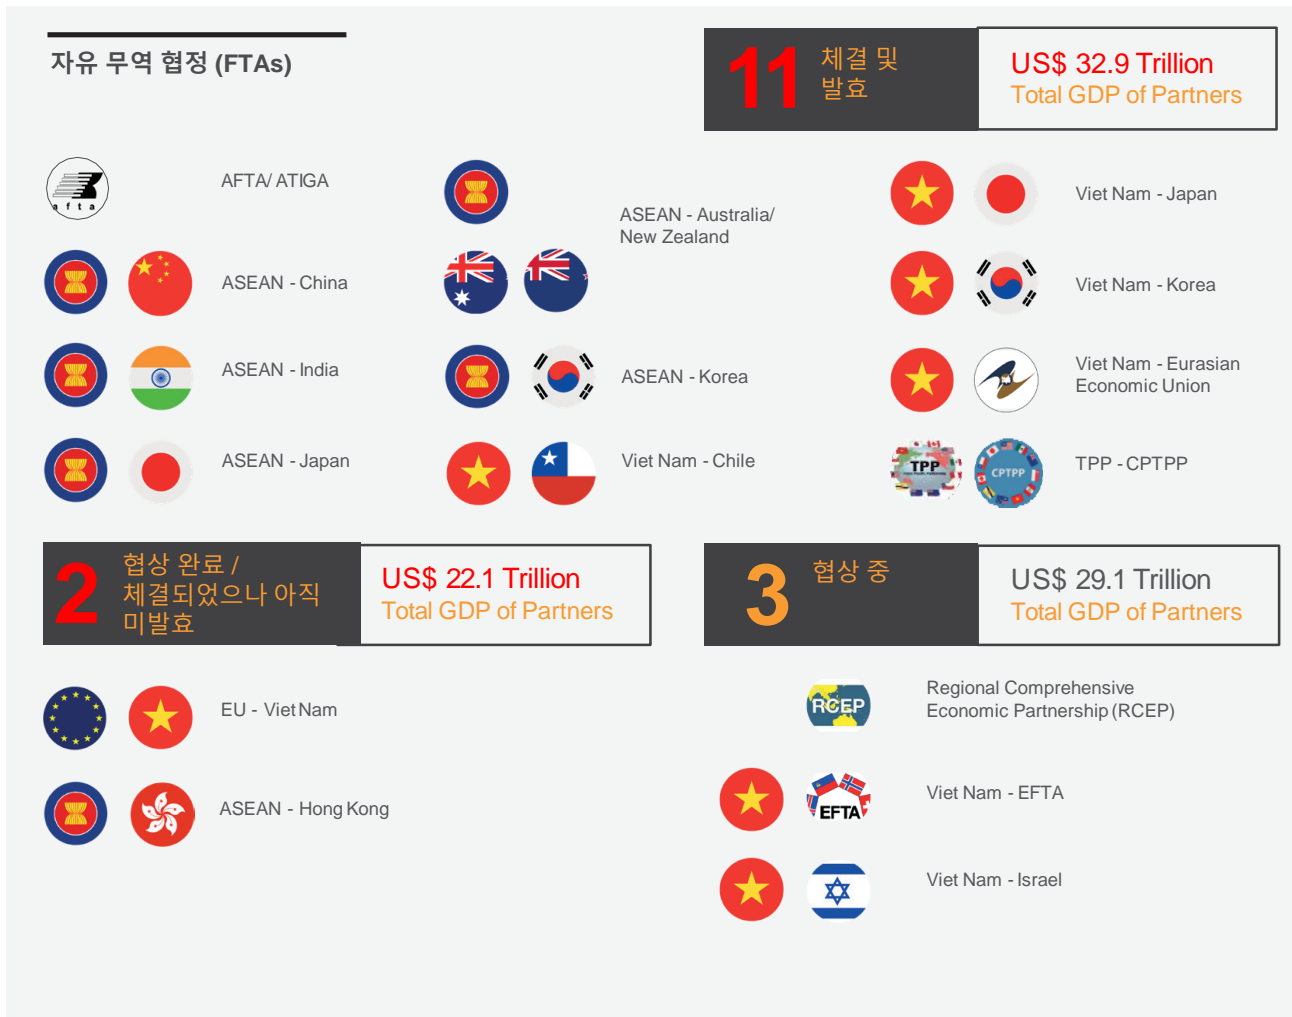 자유 무역 협정 (FTAs)
11
체결 및
발효
US$ 32.9 Trillion
Total GDP of Partners
afta
AFTA/ ATIGA
ASEAN - China
ASEAN - India
ASEAN - Japan
ASEAN - Australia/
New Zealand
ASEAN - Korea
Viet Nam - Chile
Viet Nam - Japan
Viet Nam - Korea
Viet Nam - Eurasian
Economic Union
TPP
CPTPP
TPP - CPTPP
2
협상 완료 /
체결되었으나 아직
미발효
US$ 22.1 Trillion
Total GDP of Partners
EU - Viet Nam
ASEAN - Hong Kong
3
협상 중
US$ 29.1 Trillion
Total GDP of Partners
RCEP
Regional Comprehensive
Economic Partnership (RCEP)
EFTA
Viet Nam - EFTA
Viet Nam - Israel